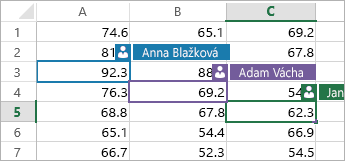 A B C
1 74.6 65.1 69.2
2 81 Anna Blažková 67.8
3 92.3 88 Adam Vácha
4 76.3 69.2 54 Jan
5 68.8 67.8 62.3
6 65.1 54.4 66.9
7 66.7 52.3 54.5